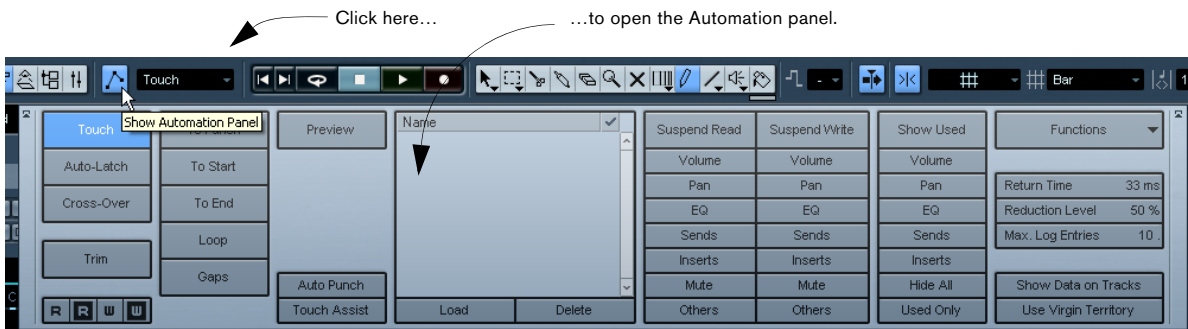 Click here… …to open the Automation panel.
Touch Bar 1
Show Automation Panel
Touch Preview Name Suspend Read Suspend Write Show Used Functions
Auto-Latch To Start Volume Volume Volume
Cross-Over To End Pan Pan Pan Return Time 33 ms
EQ EQ EQ Reduction Level 50 %
Loop Sends Sends Sends Max. Log Entries 10 .
Trim Inserts Inserts Inserts
Gaps Auto Punch Mute Mute Hide All Show Data on Tracks
R R W W Touch Assist Load Delete Others Others Used Only Use Virgin Territory